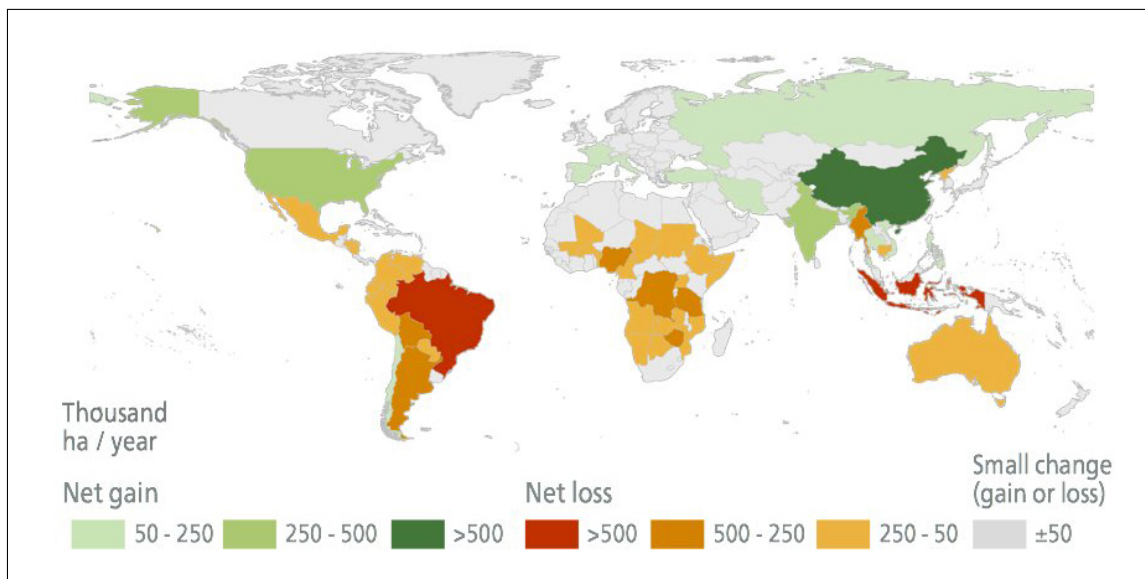 Thousand
ha / year
Net gain
Net loss
Small change
(gain or loss)
50 - 250
250 - 500
>500
>500
500 - 250
250 - 50
±50